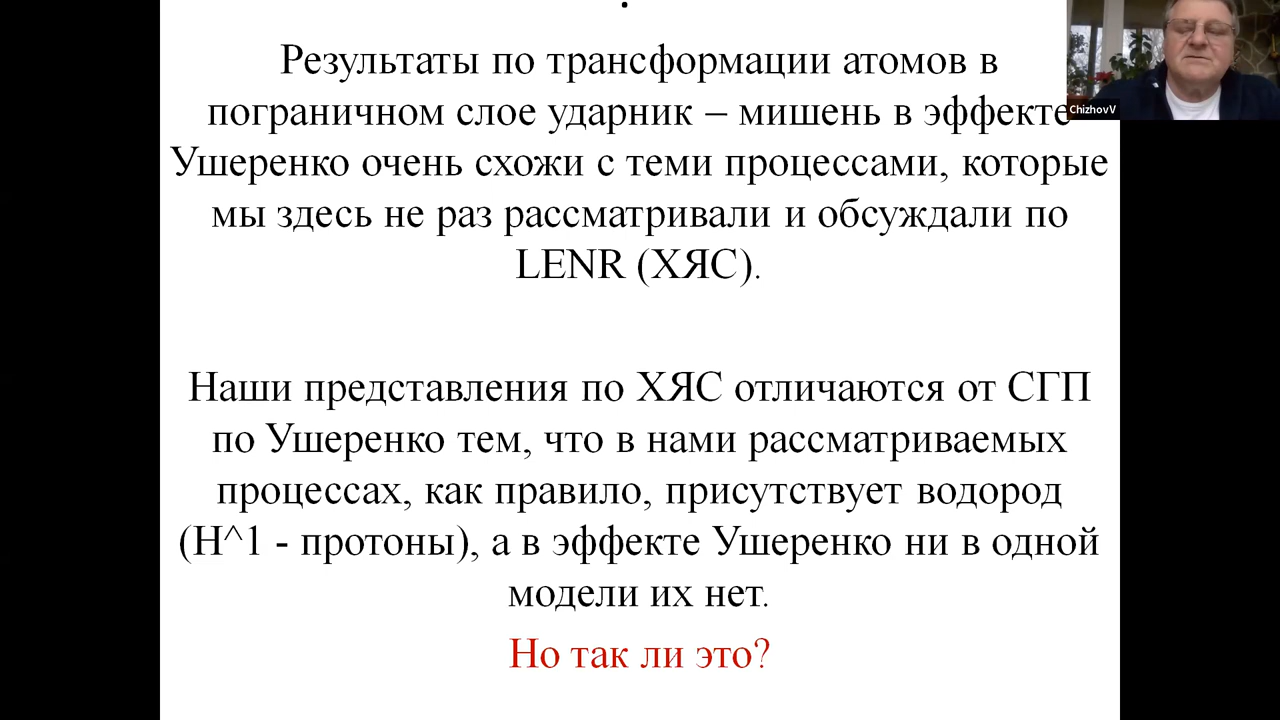 Результаты по трансформации атомов в
пограничном слое ударник – мишень в эффекте
Ушеренко очень схожи с теми процессами, которые
мы здесь не раз рассматривали и обсуждали по
LENR (ХЯС).
Наши представления по ХЯС отличаются от СГП
по Ушеренко тем, что в нами рассматриваемых
процессах, как правило, присутствует водород
(H^1 - протоны), а в эффекте Ушеренко ни в одной
модели их нет.
Но так ли это?
ChizhovV